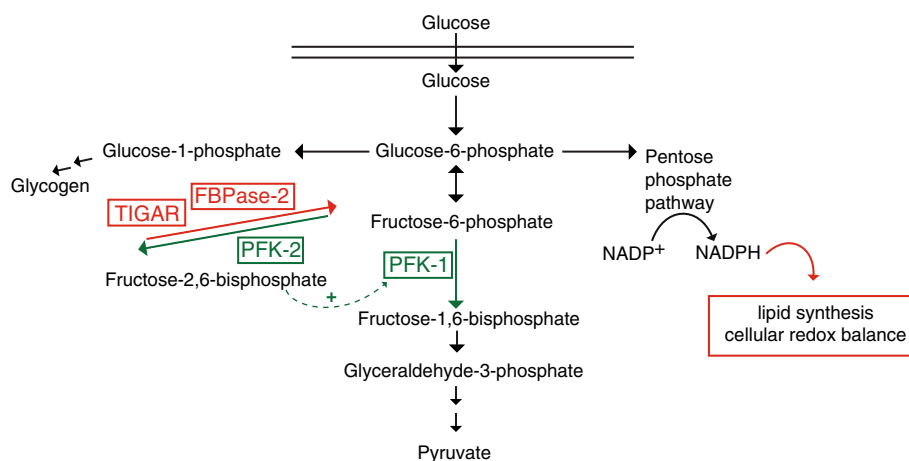 Glucose
Glucose
Glucose-1-phosphate
Glucose-6-phosphate
Pentose
phosphate
pathway
Glycogen
FBPase-2
TIGAR
Fructose-6-phosphate
PFK-2
PFK-1
NADP+
NADPH
Fructose-2,6-bisphosphate
+
Fructose-1,6-bisphosphate
lipid synthesis
cellular redox balance
Glyceraldehyde-3-phosphate
Pyruvate